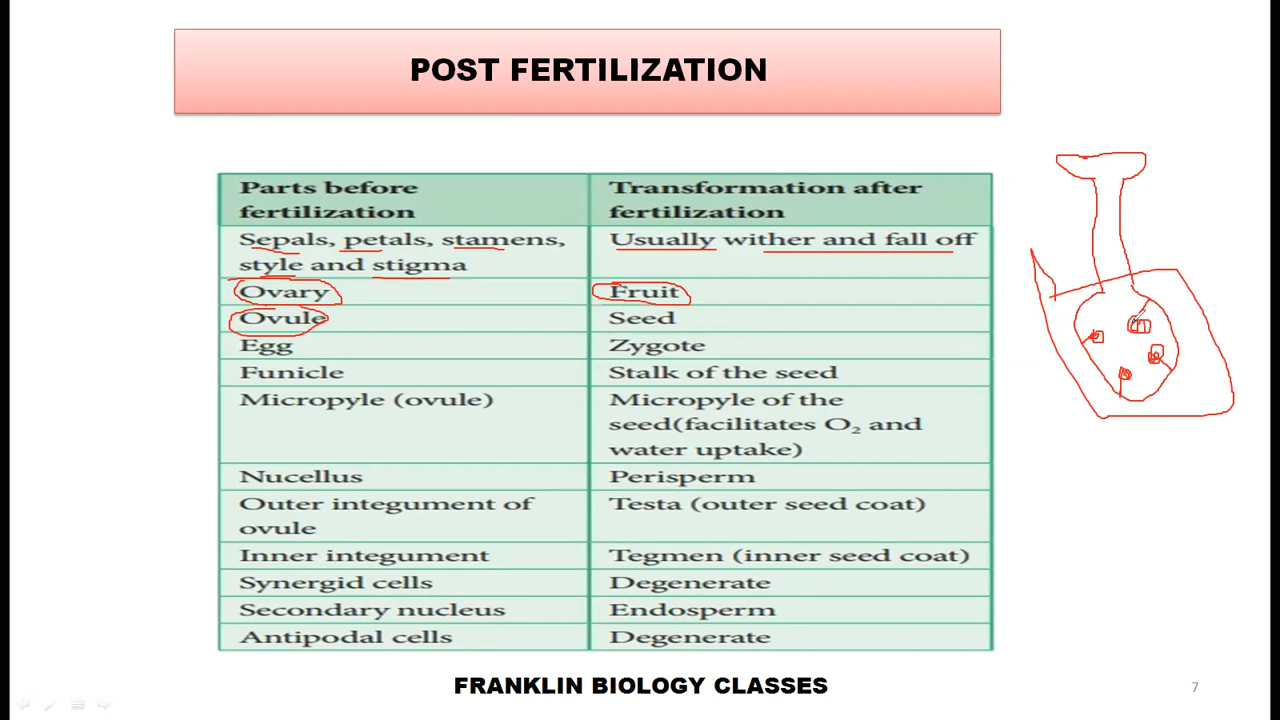 POST FERTILIZATION
Parts before fertilization
Transformation after fertilization
Sepals, petals, stamens, style and stigma
Usually wither and fall off
Ovary
Fruit
Ovule
Seed
Egg
Zygote
Funicle
Stalk of the seed
Micropyle (ovule)
Micropyle of the seed(facilitates O₂ and water uptake)
Nucellus
Perisperm
Outer integument of ovule
Testa (outer seed coat)
Inner integument
Tegmen (inner seed coat)
Synergid cells
Degenerate
Secondary nucleus
Endosperm
Antipodal cells
Degenerate
FRANKLIN BIOLOGY CLASSES
7